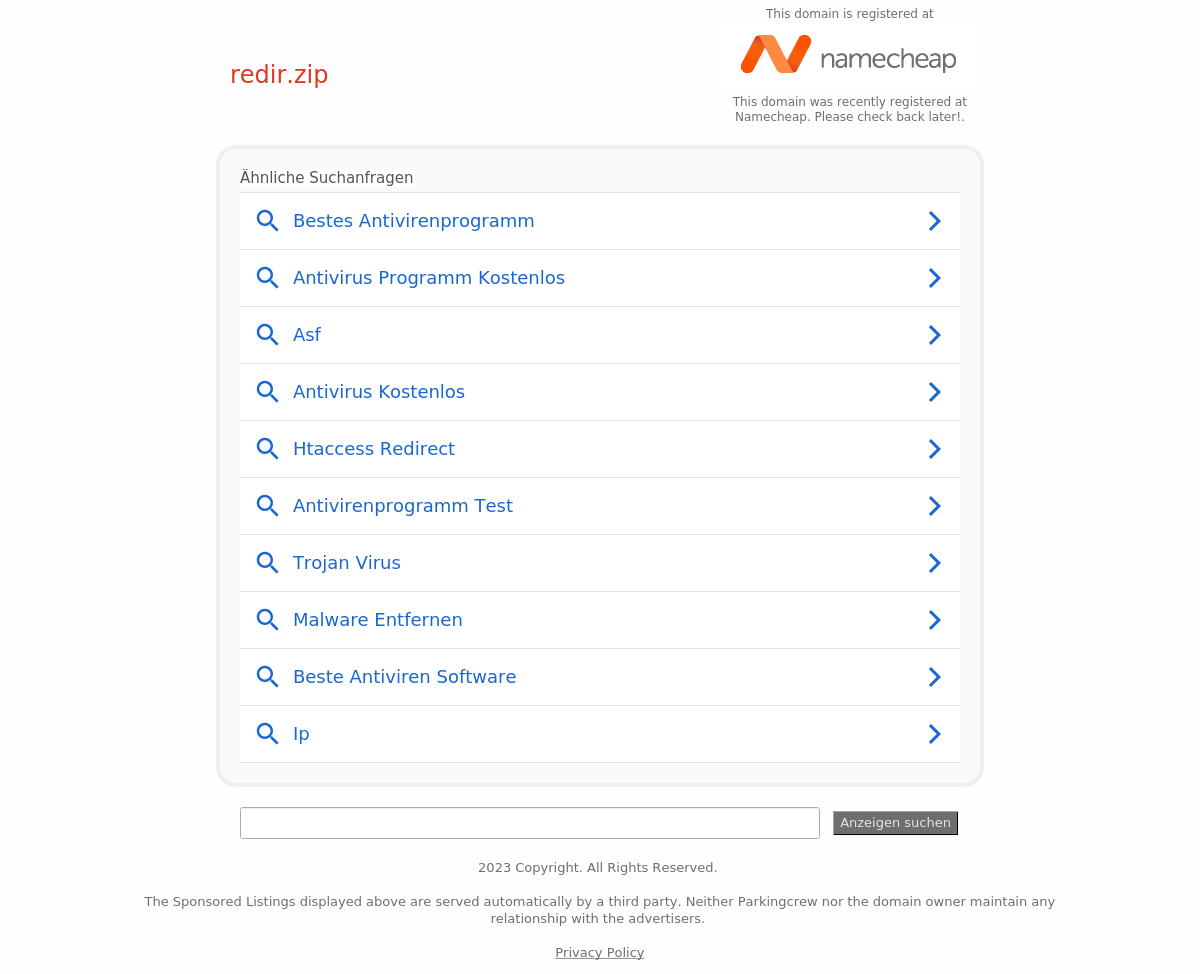 This domain is registered at
redir.zip
namecheap
This domain was recently registered at
Namecheap. Please check back later!.
Ähnliche Suchanfragen
Bestes Antivirenprogramm
Antivirus Programm Kostenlos
Asf
Antivirus Kostenlos
Htaccess Redirect
Antivirenprogramm Test
Trojan Virus
Malware Entfernen
Beste Antiviren Software
Ip
Anzeigen suchen
2023 Copyright. All Rights Reserved.
The Sponsored Listings displayed above are served automatically by a third party. Neither Parkingcrew nor the domain owner maintain any
relationship with the advertisers.
Privacy Policy